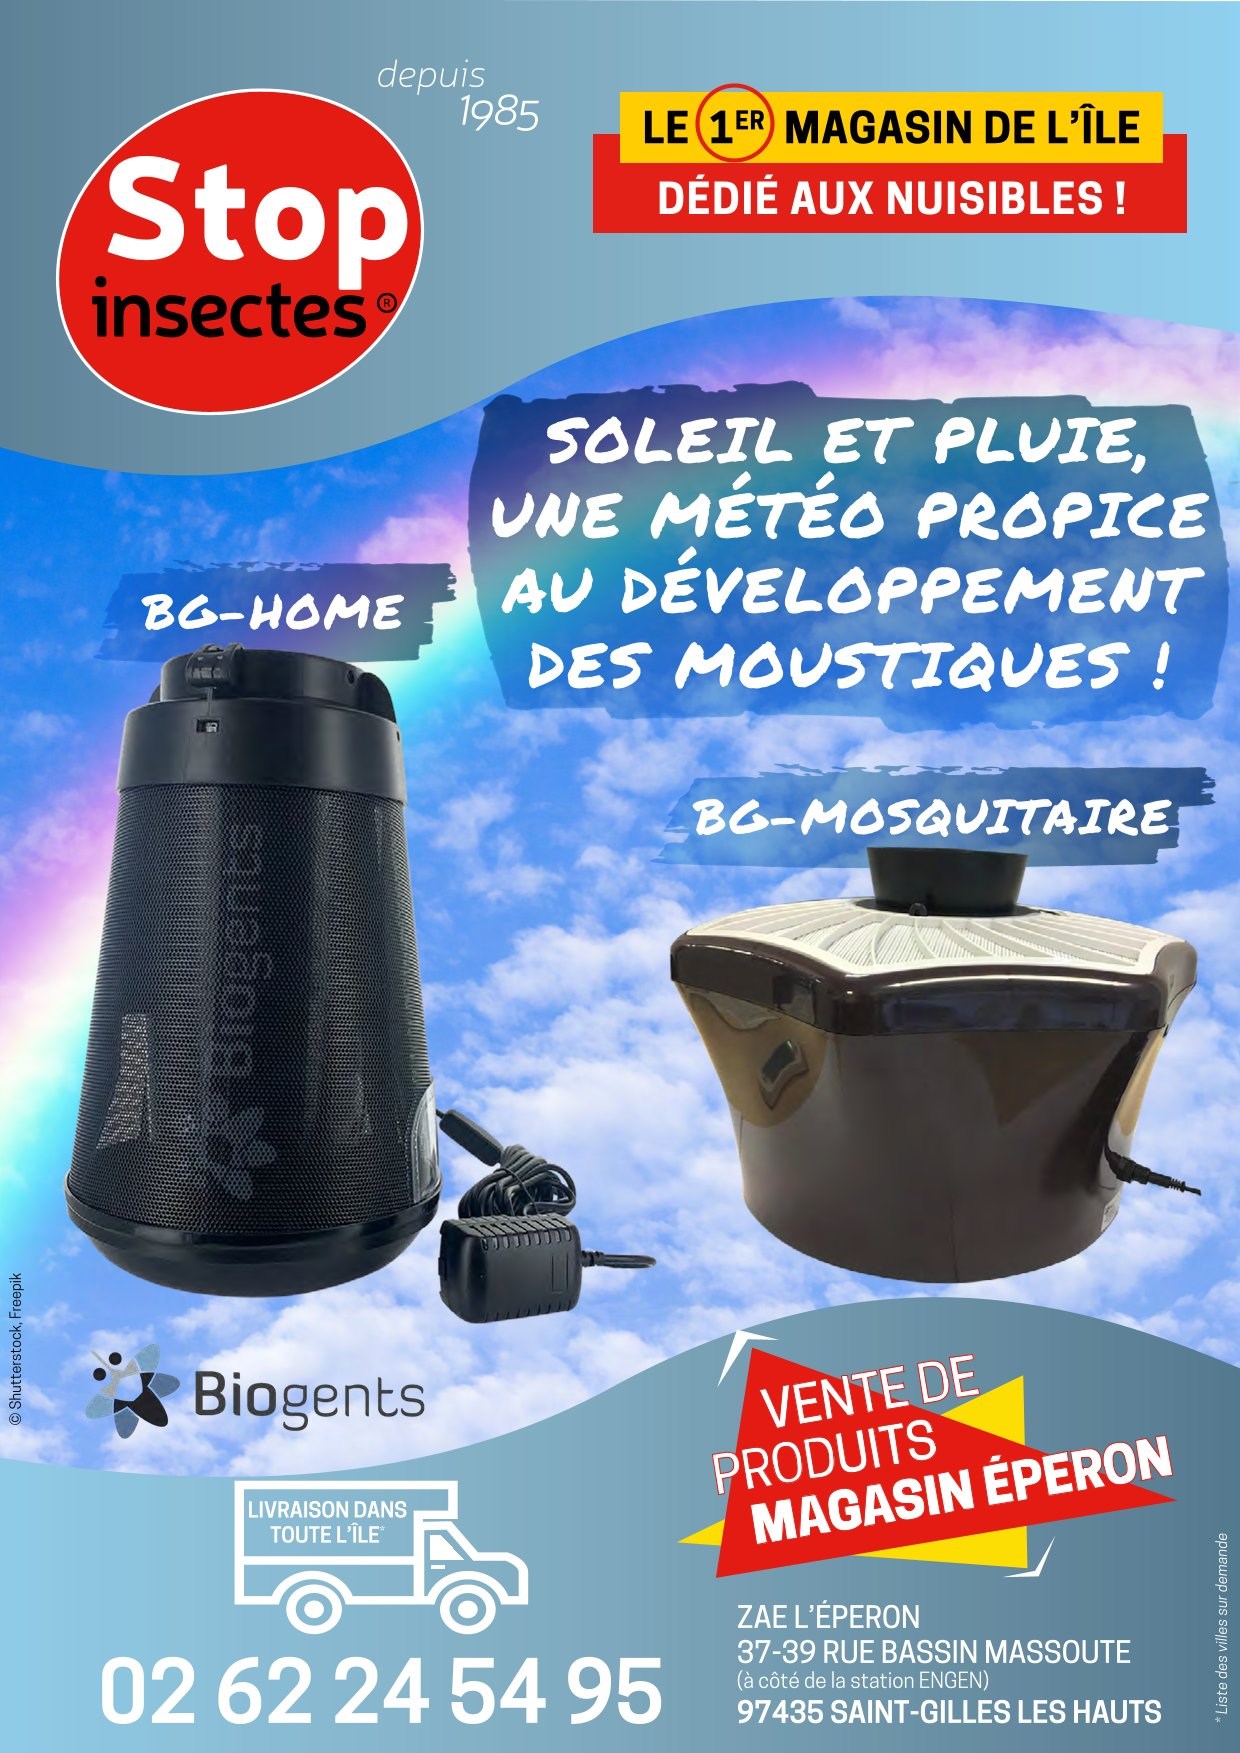 depuis
1985
Stop
insectes®
LE 1ER MAGASIN DE L'ÎLE
DÉDIÉ AUX NUISIBLES !
SOLEIL ET PLUIE,
UNE MÉTÉO PROPICE
AU DÉVELOPPEMENT
DES MOUSTIQUES !
BG-HOME
BG-MOSQUITAIRE
Biogents
© Shutterstock, Freepik
Biogents
VENTE DE
PRODUITS
MAGASIN ÉPERON
LIVRAISON DANS
TOUTE L'ÎLE*
02 62 24 54 95
ZAE L'ÉPERON
37-39 RUE BASSIN MASSOUTE
(à côté de la station ENGEN)
97435 SAINT-GILLES LES HAUTS
* Liste des villes sur demande